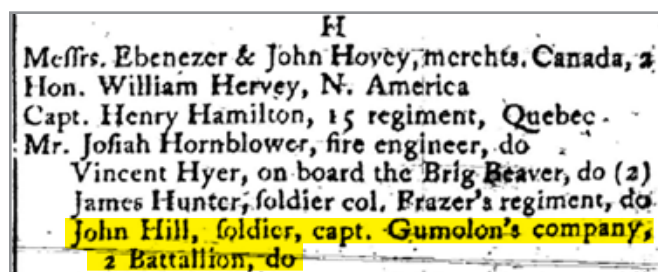 H
Meſſrs. Ebenezer & John Hovey, merchts. Canada, 2
Hon. William Hervey, N. America
Capt. Henry Hamilton, 15 regiment, Quebec
Mr. Joſiah Hornblower, fire engineer, do
Vincent Hyer, on board the Brig Beaver, do (2)
James Hunter, ſoldier col. Frazer's regiment, do
John Hill, ſoldier, capt. Gumolon's company,
2 Battallion, do